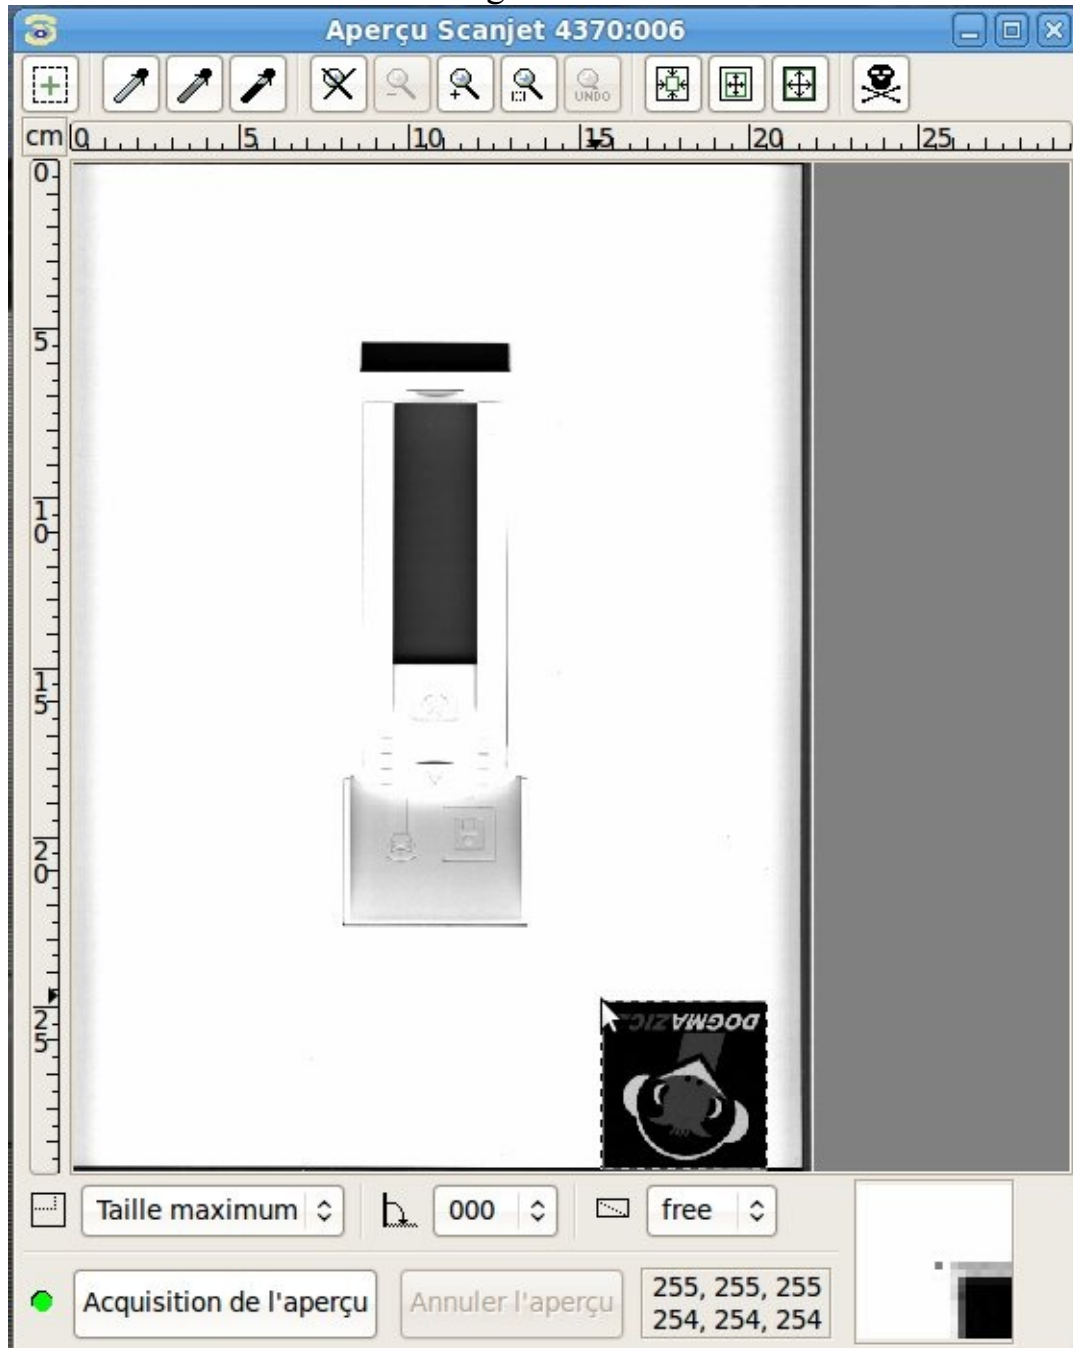 Aperçu Scanjet 4370:006
UNDO
cm 0 5 10 15 20 25
0
5
10
15
20
25
DOGMAZIC
Taille maximum 000 free
Acquisition de l'aperçu Annuler l'aperçu 255, 255, 255
254, 254, 254